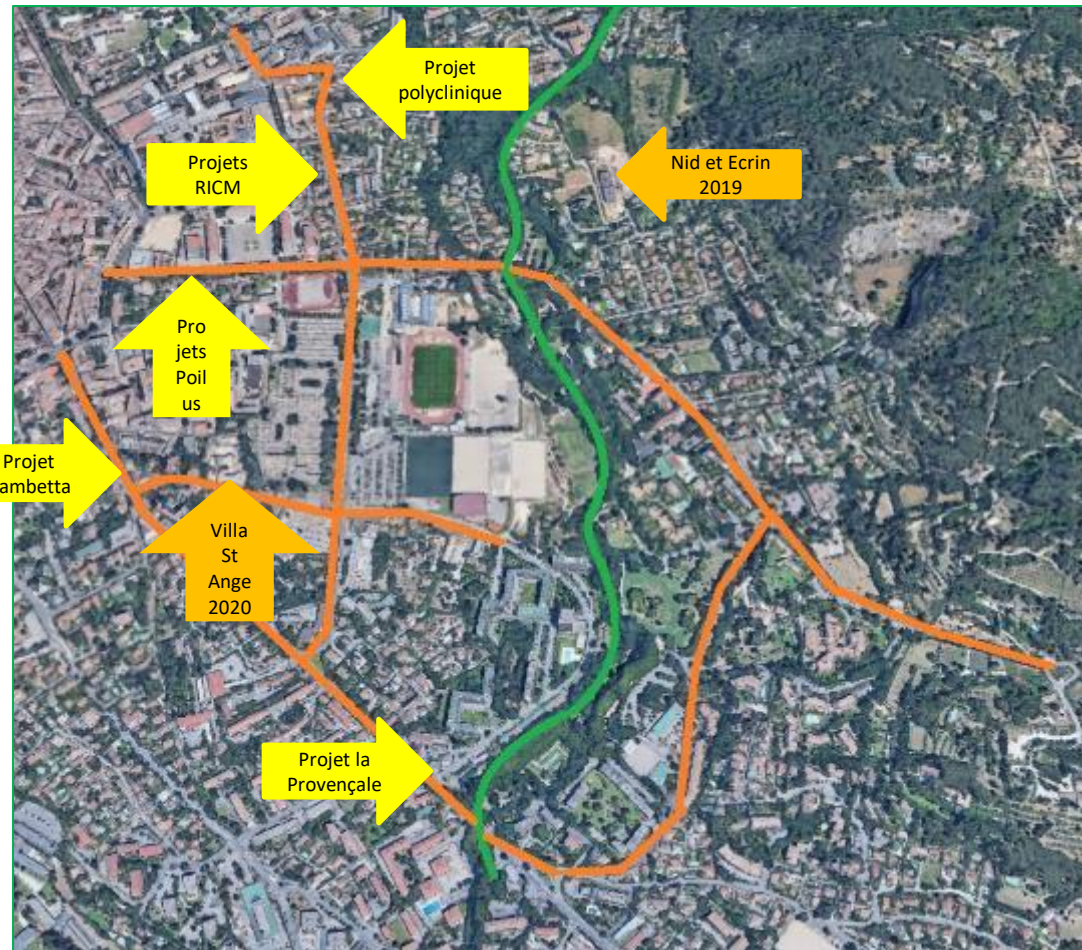 Projet
polyclinique
Projets
RICM
Nid et Ecrin
2019
Pro
jets
Poil
us
Projet
ambetta
Villa
St
Ange
2020
Projet la
Provençale